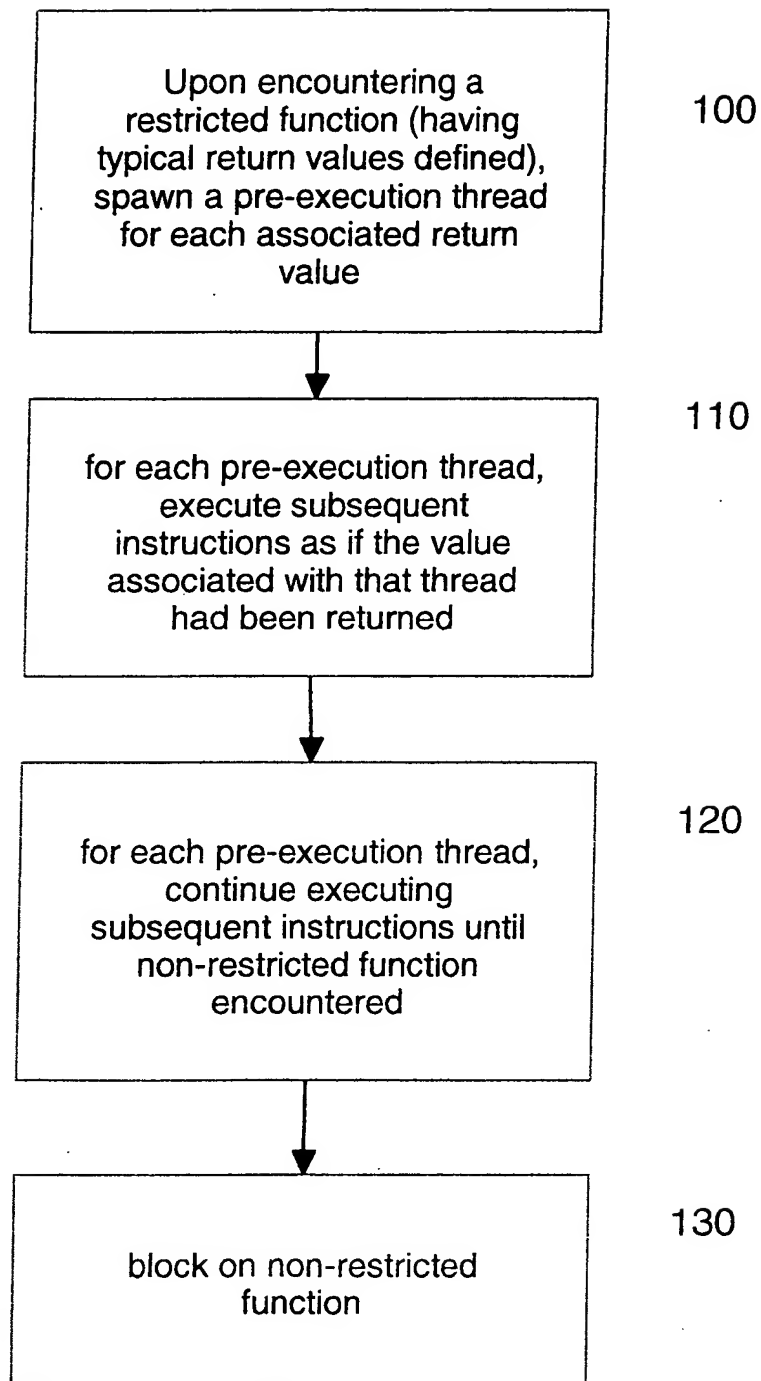 Upon encountering a
restricted function (having
typical return values defined),
spawn a pre-execution thread
for each associated return
value
100
for each pre-execution thread,
execute subsequent
instructions as if the value
associated with that thread
had been returned
110
for each pre-execution thread,
continue executing
subsequent instructions until
non-restricted function
encountered
120
block on non-restricted
function
130